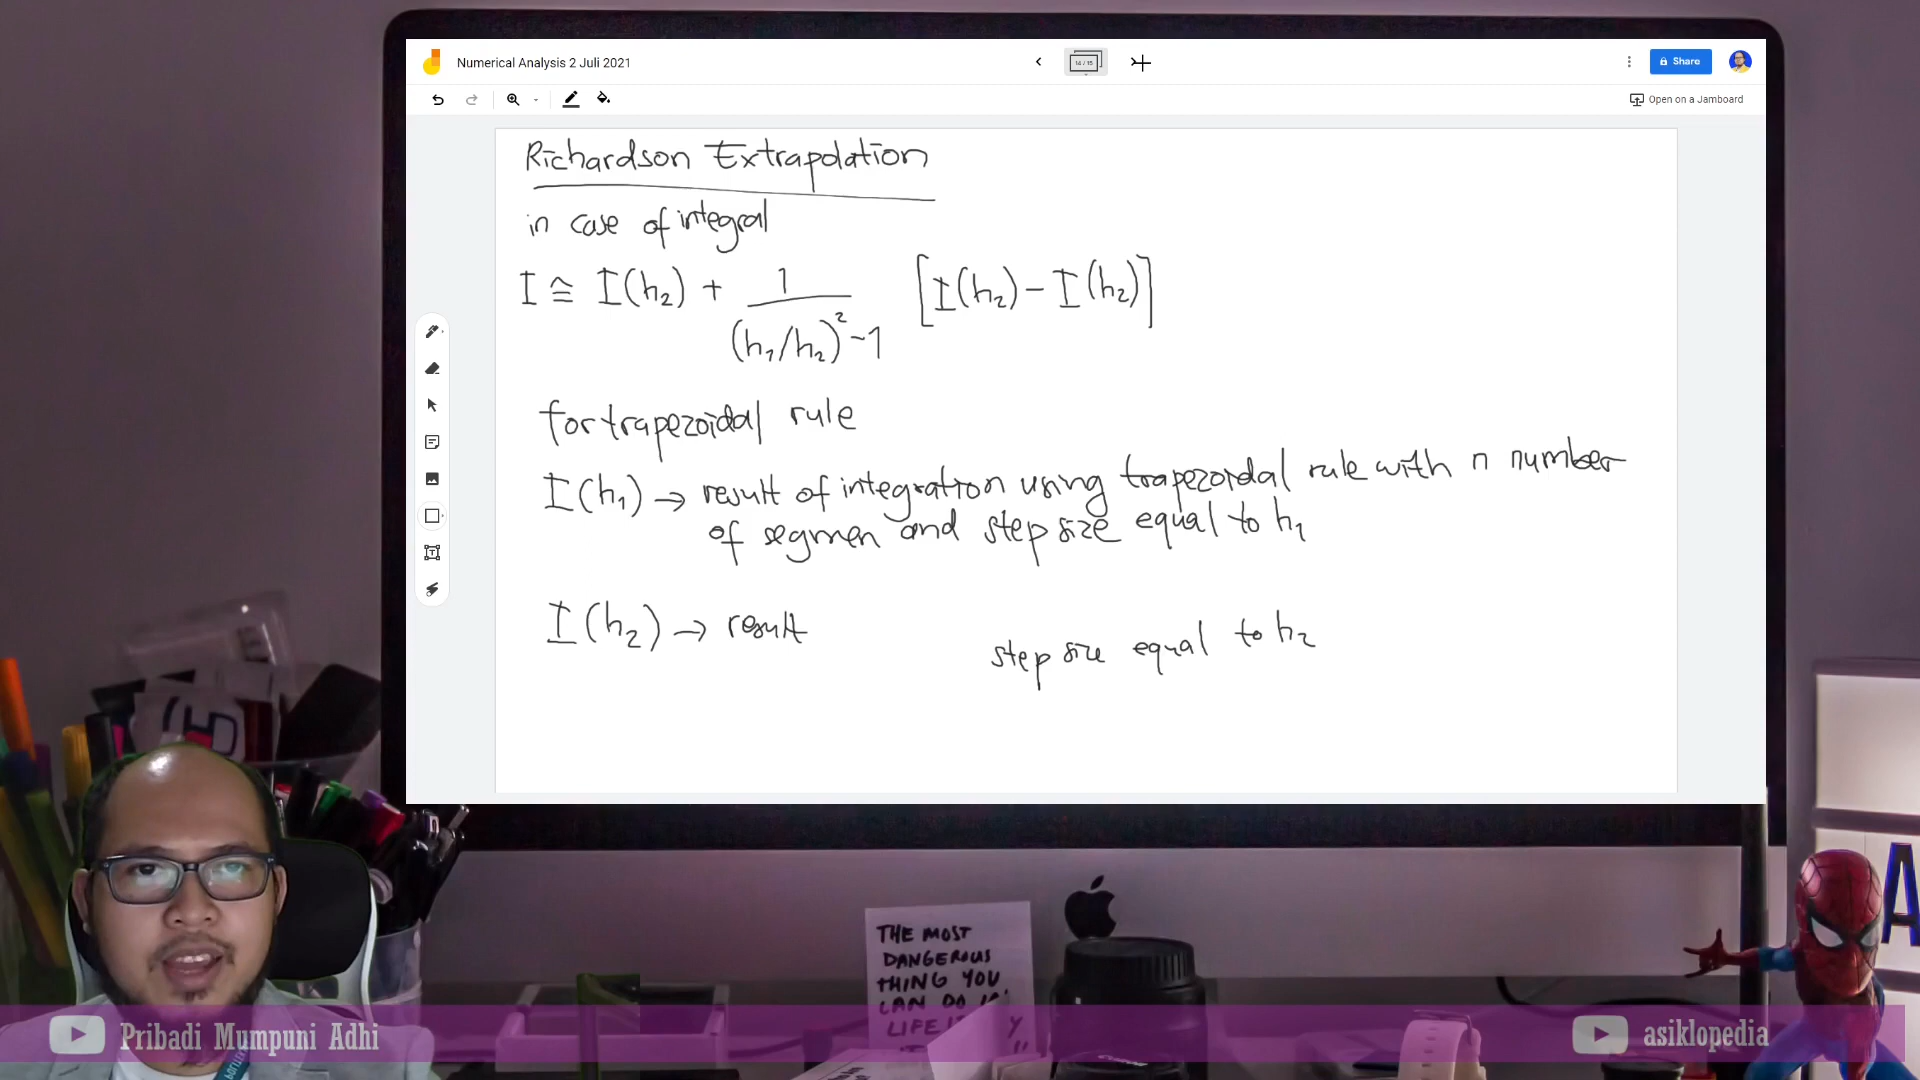 Numerical Analysis 2 Juli 2021
14 / 15
Share
Open on a Jamboard
Richardson Extrapolation
in case of integral
I ≅ I(h₂) + 1 / ((h₁/h₂)² - 1) [I(h₂) - I(h₂)]
for trapezoidal rule
I(h₁) → result of integration using trapezoidal rule with n number
of segmen and step size equal to h₁
I(h₂) → result
step size equal to h₂
THE MOST
DANGEROUS
THING YOU
CAN DO
LIFE
A
Pribadi Mumpuni Adhi
asiklopedia